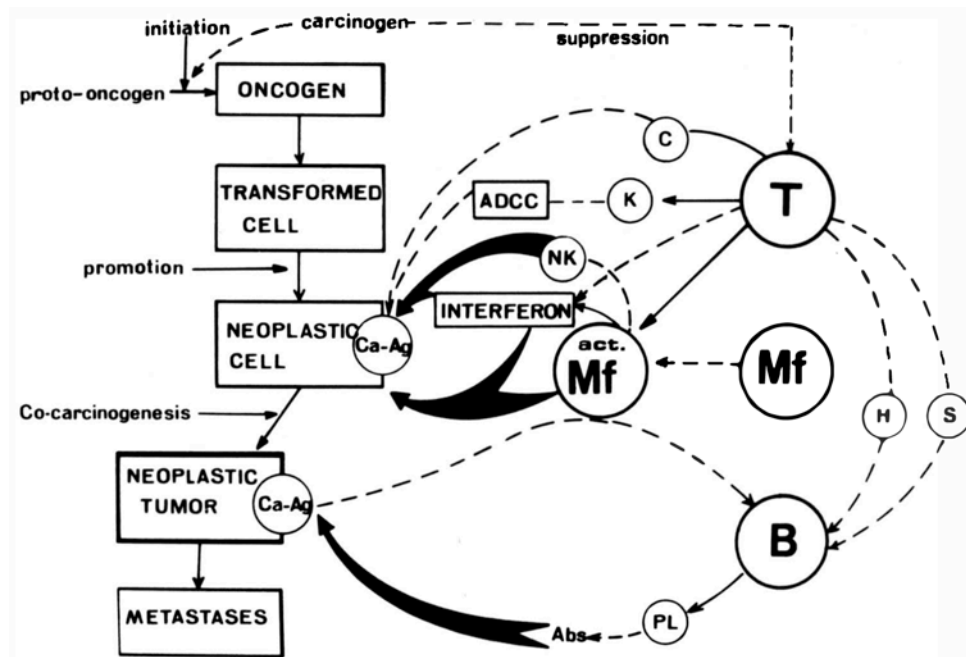 initiation
carcinogen
suppression
proto-oncogen
ONCOGEN
C
T
TRANSFORMED
CELL
ADCC
K
promotion
NK
INTERFERON
NEOPLASTIC
CELL
Ca-Ag
act.
Mf
Mf
Co-carcinogenesis
H
S
NEOPLASTIC
TUMOR
Ca-Ag
B
METASTASES
Abs
PL